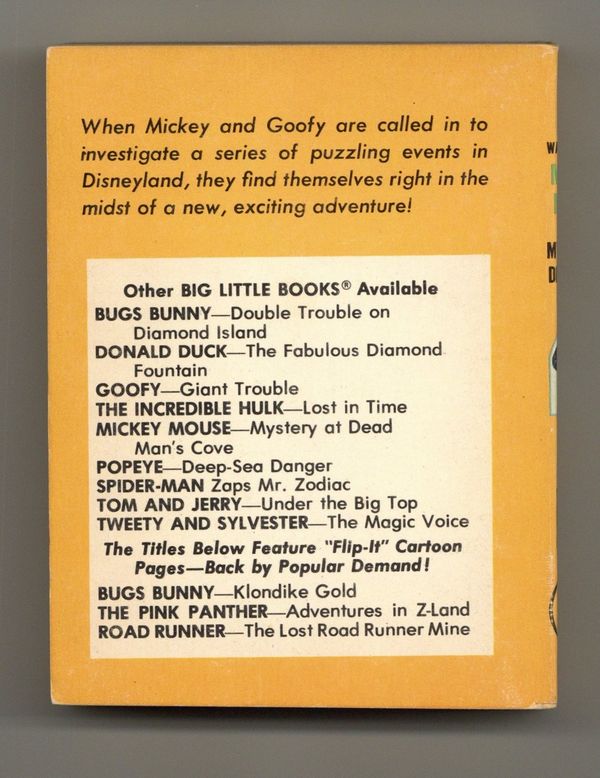 When Mickey and Goofy are called in to
investigate a series of puzzling events in
Disneyland, they find themselves right in the
midst of a new, exciting adventure!
Other BIG LITTLE BOOKS® Available
BUGS BUNNY—Double Trouble on
Diamond Island
DONALD DUCK—The Fabulous Diamond
Fountain
GOOFY—Giant Trouble
THE INCREDIBLE HULK—Lost in Time
MICKEY MOUSE—Mystery at Dead
Man's Cove
POPEYE—Deep-Sea Danger
SPIDER-MAN Zaps Mr. Zodiac
TOM AND JERRY—Under the Big Top
TWEETY AND SYLVESTER—The Magic Voice
The Titles Below Feature "Flip-It" Cartoon
Pages—Back by Popular Demand!
BUGS BUNNY—Klondike Gold
THE PINK PANTHER—Adventures in Z-Land
ROAD RUNNER—The Lost Road Runner Mine